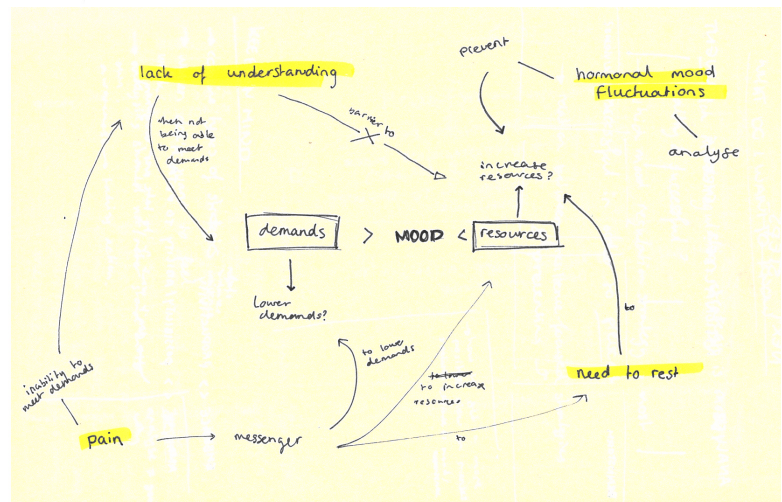 prevent
lack of understanding
hormonal mood
fluctuations
when not
being able
to meet
demands
barrier to
analyse
increase
resources?
demands > MOOD < resources
Lower
demands?
to lower
demands
to
inability to
meet demands
to increase
resources
need to rest
pain
messenger
to